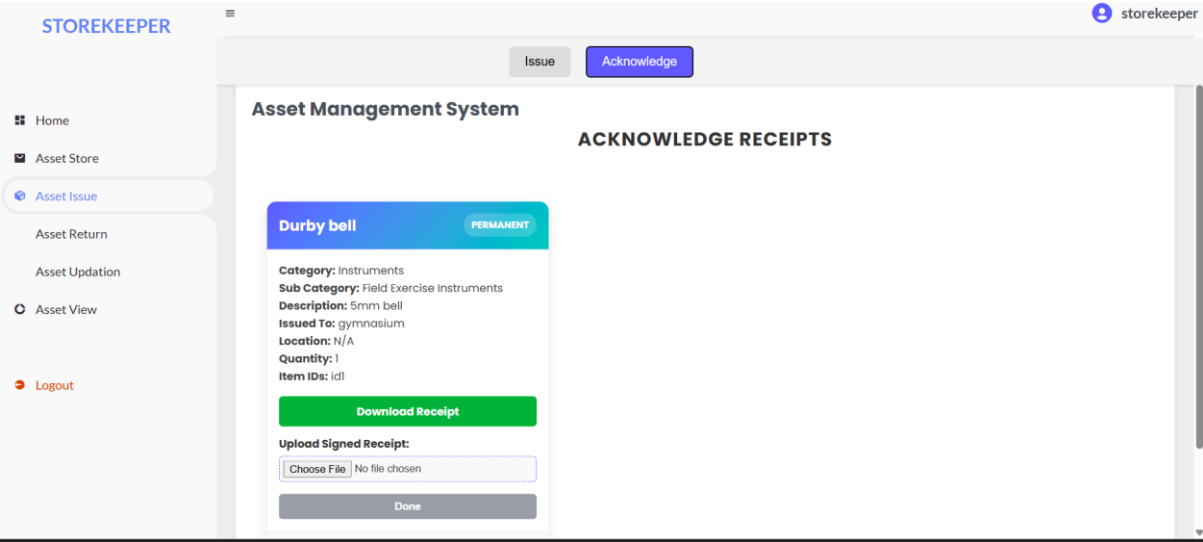 STOREKEEPER
storekeeper
Issue
Acknowledge
Home
Asset Store
Asset Issue
Asset Return
Asset Updation
Asset View
Logout
Asset Management System
ACKNOWLEDGE RECEIPTS
Durby bell
PERMANENT
Category: Instruments
Sub Category: Field Exercise Instruments
Description: 5mm bell
Issued To: gymnasium
Location: N/A
Quantity: 1
Item IDs: id1
Download Receipt
Upload Signed Receipt:
Choose File No file chosen
Done